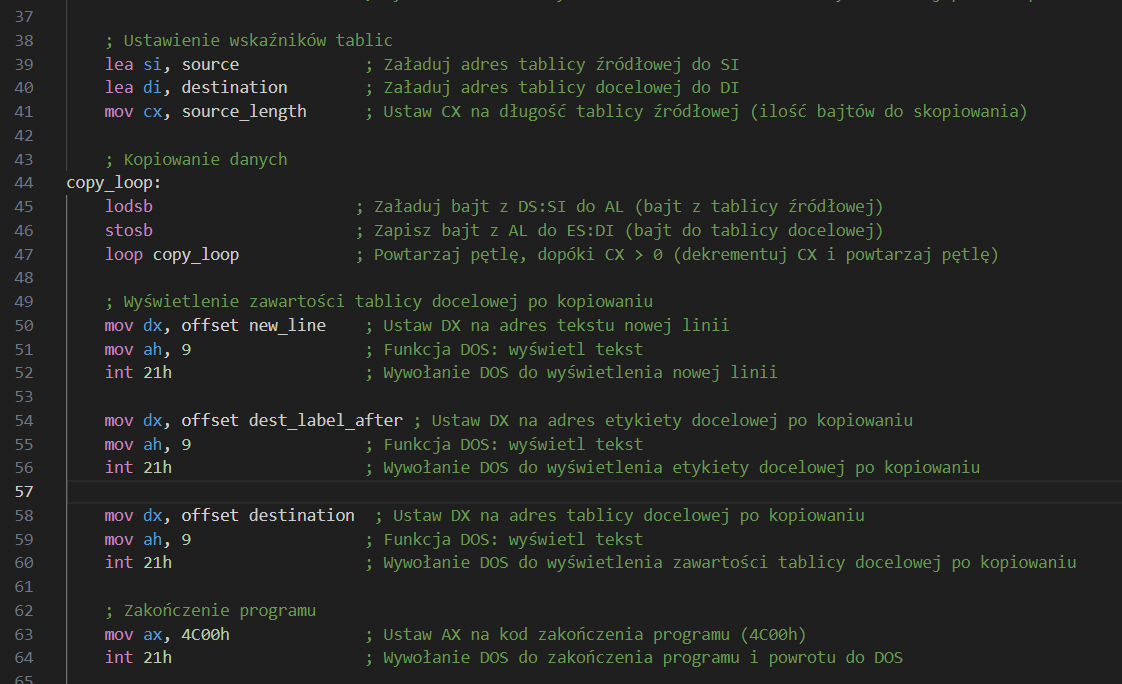 37
38 ; Ustawienie wskaźników tablic
39 lea si, source ; Załaduj adres tablicy źródłowej do SI
40 lea di, destination ; Załaduj adres tablicy docelowej do DI
41 mov cx, source_length ; Ustaw CX na długość tablicy źródłowej (ilość bajtów do skopiowania)
42
43 ; Kopiowanie danych
44 copy_loop:
45 lodsb ; Załaduj bajt z DS:SI do AL (bajt z tablicy źródłowej)
46 stosb ; Zapisz bajt z AL do ES:DI (bajt do tablicy docelowej)
47 loop copy_loop ; Powtarzaj pętlę, dopóki CX > 0 (dekrementuj CX i powtarzaj pętlę)
48
49 ; Wyświetlenie zawartości tablicy docelowej po kopiowaniu
50 mov dx, offset new_line ; Ustaw DX na adres tekstu nowej linii
51 mov ah, 9 ; Funkcja DOS: wyświetl tekst
52 int 21h ; Wywołanie DOS do wyświetlenia nowej linii
53
54 mov dx, offset dest_label_after ; Ustaw DX na adres etykiety docelowej po kopiowaniu
55 mov ah, 9 ; Funkcja DOS: wyświetl tekst
56 int 21h ; Wywołanie DOS do wyświetlenia etykiety docelowej po kopiowaniu
57
58 mov dx, offset destination ; Ustaw DX na adres tablicy docelowej po kopiowaniu
59 mov ah, 9 ; Funkcja DOS: wyświetl tekst
60 int 21h ; Wywołanie DOS do wyświetlenia zawartości tablicy docelowej po kopiowaniu
61
62 ; Zakończenie programu
63 mov ax, 4C00h ; Ustaw AX na kod zakończenia programu (4C00h)
64 int 21h ; Wywołanie DOS do zakończenia programu i powrotu do DOS
65